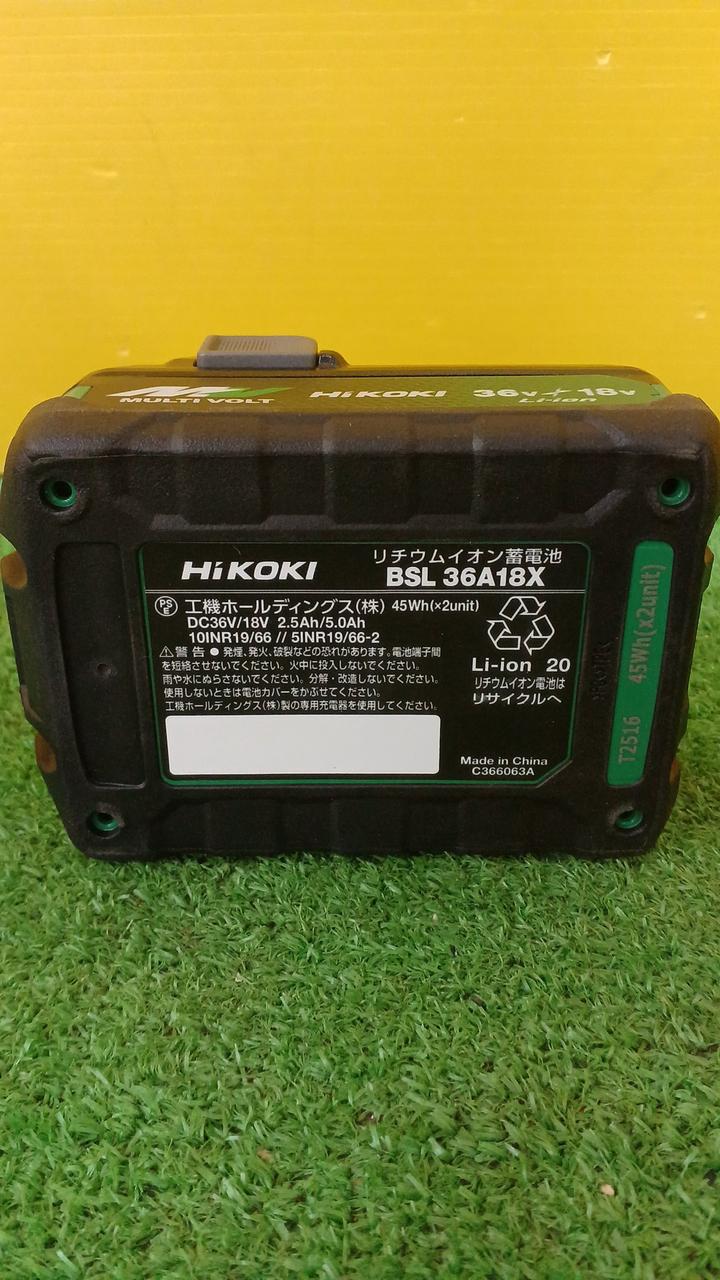 MULTI VOLT HiKOKI 36V⚡18V
Li-ion
HiKOKI
リチウムイオン蓄電池
BSL 36A18X
PSE 工機ホールディングス(株) 45Wh(×2unit)
DC36V/18V 2.5Ah/5.0Ah
10INR19/66 // 5INR19/66-2
⚠警告 ● 発煙、発火、破裂などの恐れがあります。電池端子間
を短絡させないでください。火中に投入しないでください。
雨や水にぬらさないでください。分解・改造しないでください。
使用しないときは電池カバーをかぶせてください。
工機ホールディングス(株)製の専用充電器を使用してください。
Li-ion 20
リチウムイオン電池は
リサイクルへ
Made in China
C366063A
T2516 45Wh(x2unit)